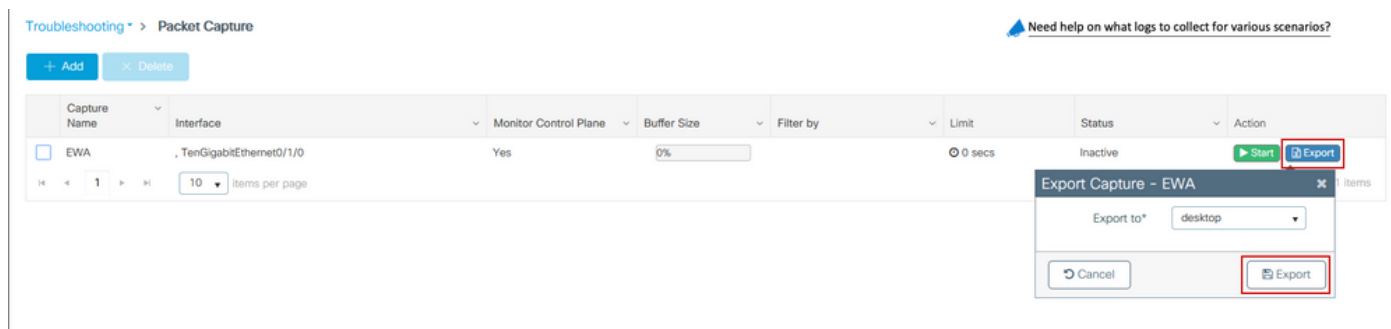 Troubleshooting > Packet Capture
Need help on what logs to collect for various scenarios?
+ Add
× Delete
Capture Name
Interface
Monitor Control Plane
Buffer Size
Filter by
Limit
Status
Action
EWA
, TenGigabitEthernet0/1/0
Yes
0%
0 secs
Inactive
Start
Export
1
10
items per page
1 items
Export Capture - EWA
Export to*
desktop
Cancel
Export